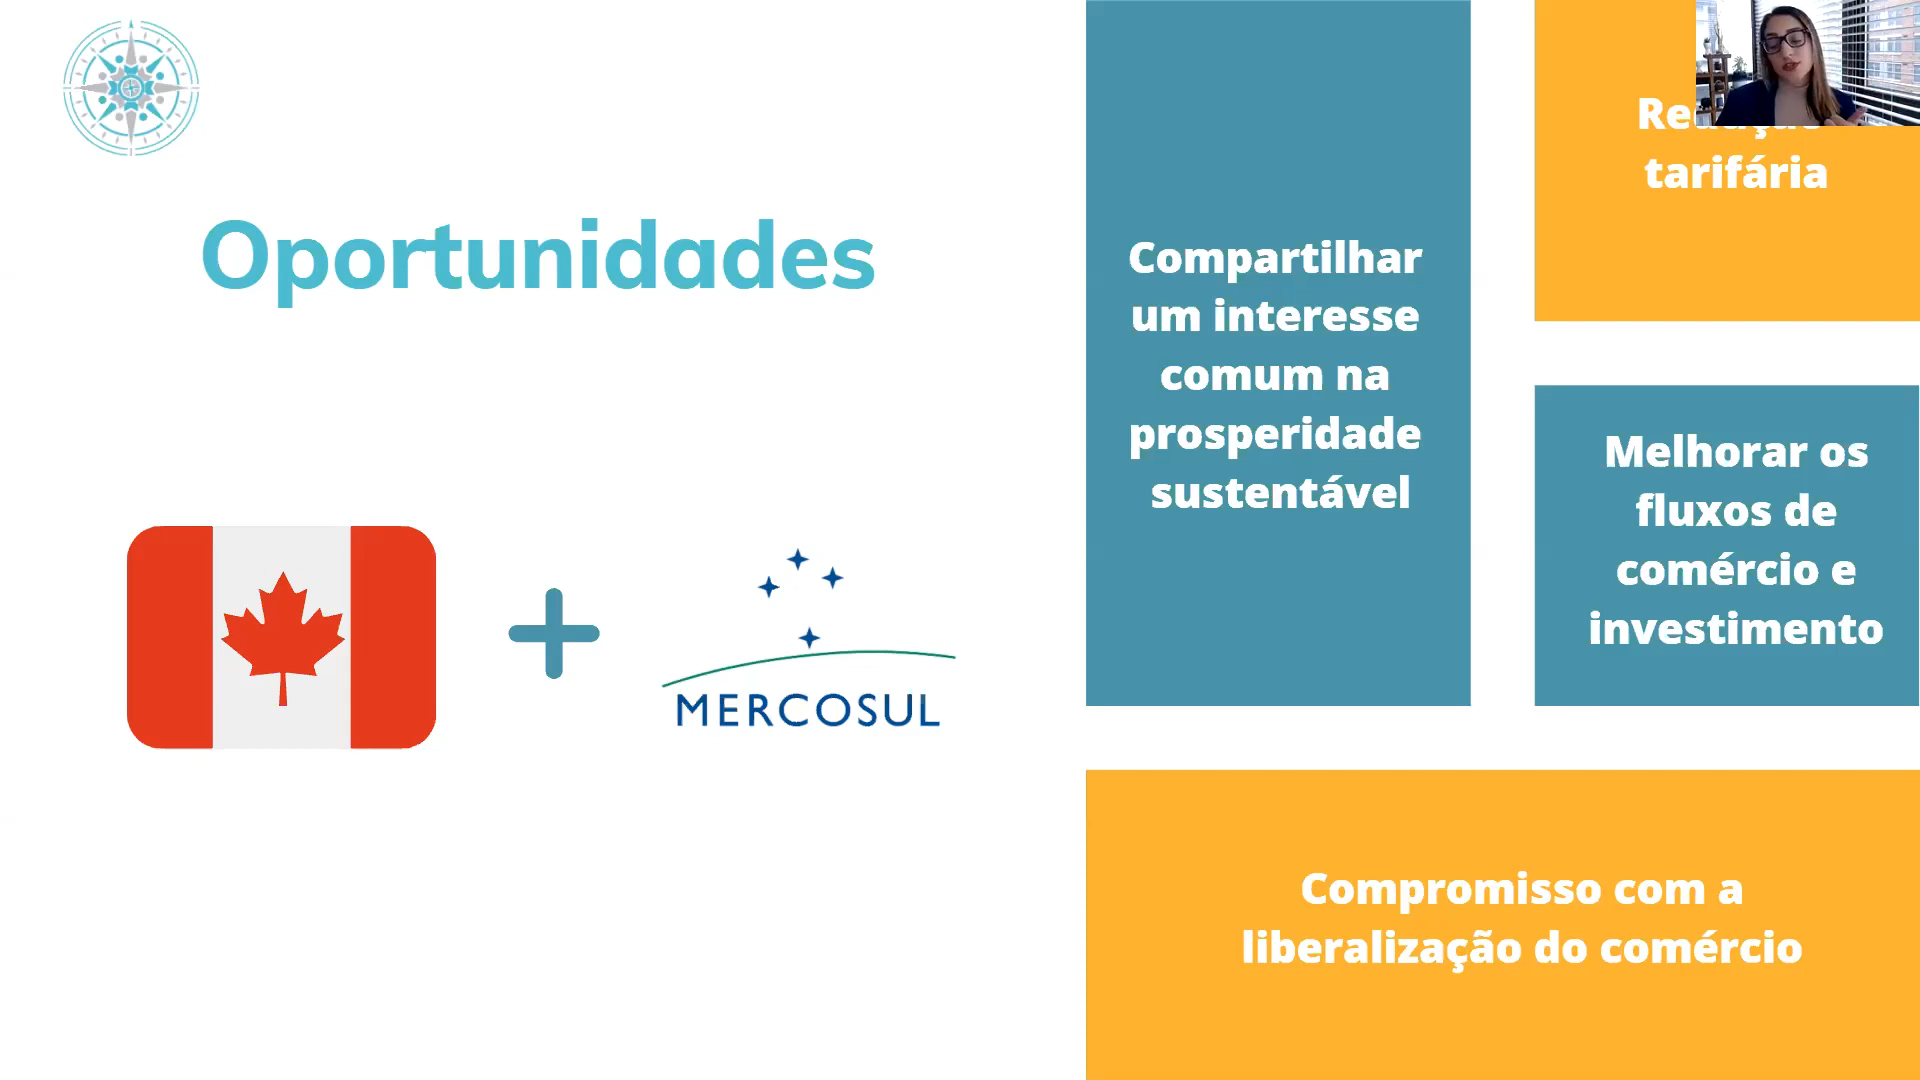 Oportunidades
MERCOSUL
Compartilhar
um interesse
comum na
prosperidade
sustentável
tarifária
Melhorar os
fluxos de
comércio e
investimento
Compromisso com a
liberalização do comércio